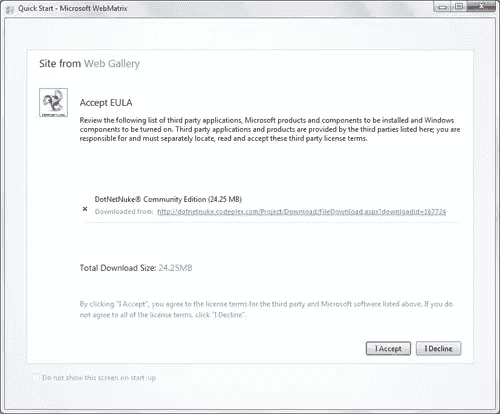 Quick Start - Microsoft WebMatrix
Site from Web Gallery
Accept EULA
Review the following list of third party applications, Microsoft products and components to be installed and Windows
components to be turned on. Third party applications and products are provided by the third parties listed here; you are
responsible for and must separately locate, read and accept these third party license terms.
DotNetNuke® Community Edition (24.25 MB)
Downloaded from: http://dotnetnuke.codeplex.com/Project/Download/FileDownload.aspx?downloadid=167724
Total Download Size: 24.25MB
By clicking "I Accept", you agree to the license terms for the third party and Microsoft software listed above. If you do
not agree to all of the license terms, click "I Decline".
I Accept I Decline
Do not show this screen on start-up